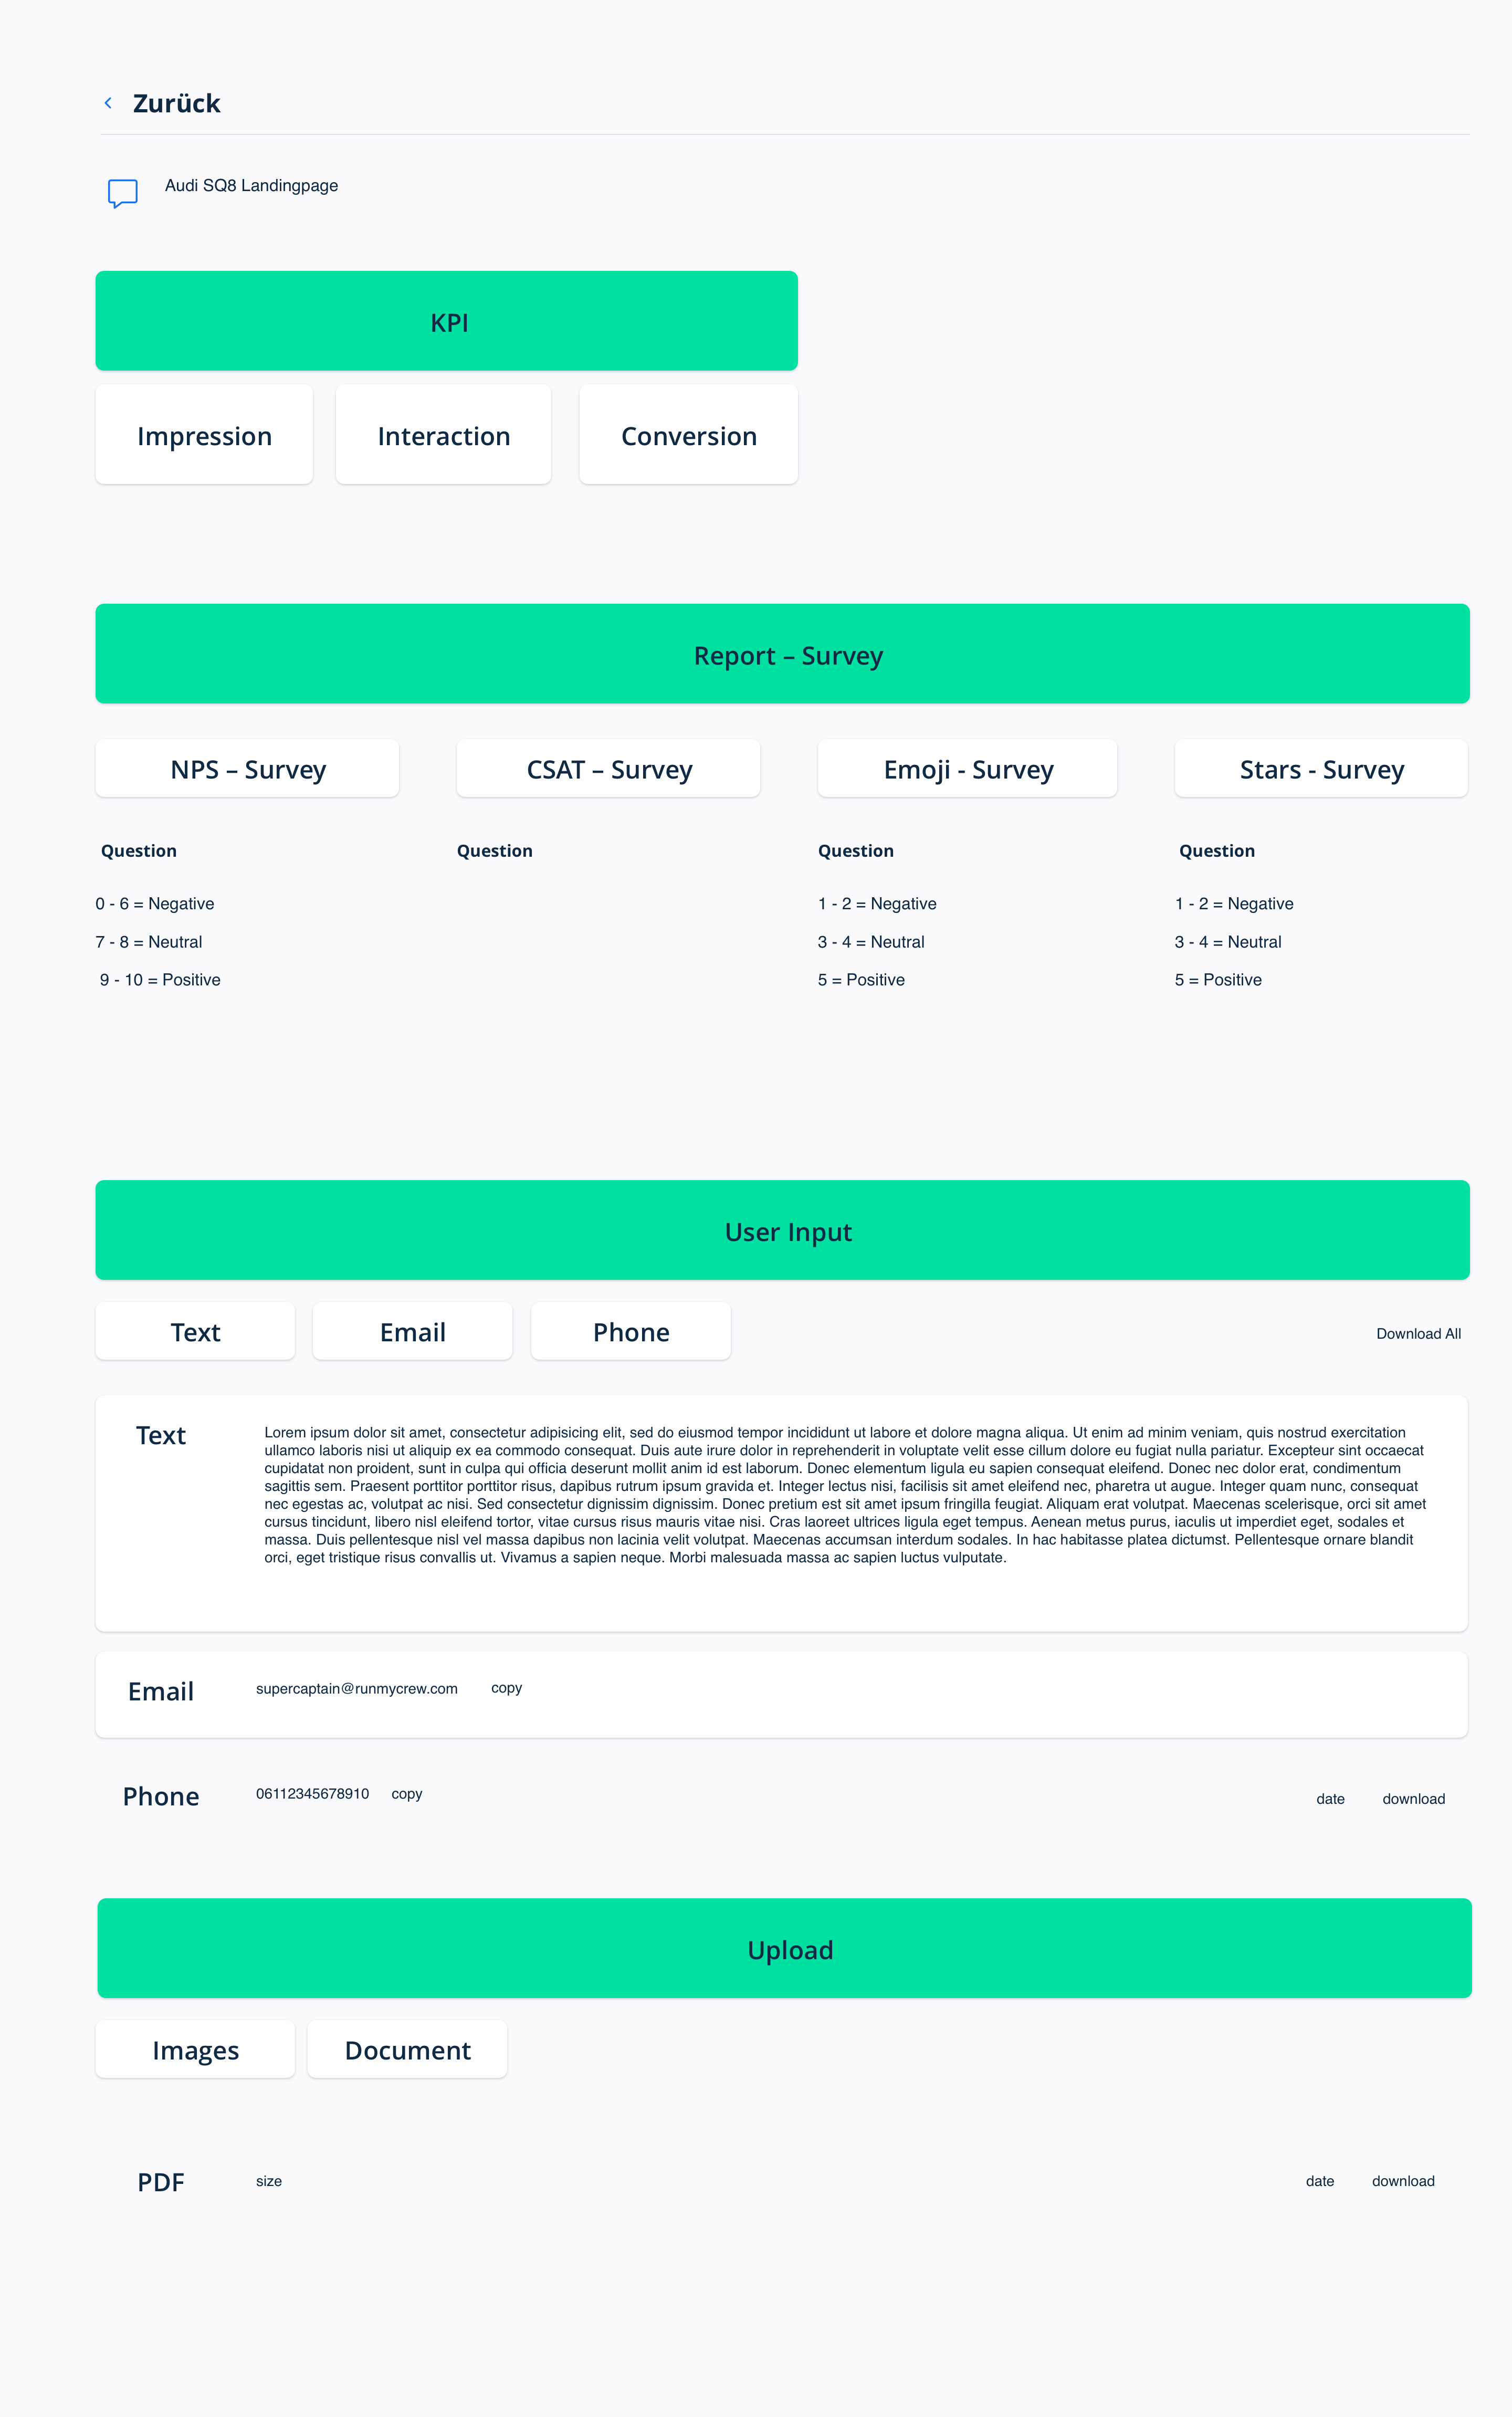 Zurück
Audi SQ8 Landingpage
KPI
Impression Interaction Conversion
Report – Survey
NPS – Survey CSAT – Survey Emoji - Survey Stars - Survey
Question Question Question Question
0 - 6 = Negative 1 - 2 = Negative 1 - 2 = Negative
7 - 8 = Neutral 3 - 4 = Neutral 3 - 4 = Neutral
9 - 10 = Positive 5 = Positive 5 = Positive
User Input
Text Email Phone Download All
Text Lorem ipsum dolor sit amet, consectetur adipisicing elit, sed do eiusmod tempor incididunt ut labore et dolore magna aliqua. Ut enim ad minim veniam, quis nostrud exercitation
ullamco laboris nisi ut aliquip ex ea commodo consequat. Duis aute irure dolor in reprehenderit in voluptate velit esse cillum dolore eu fugiat nulla pariatur. Excepteur sint occaecat
cupidatat non proident, sunt in culpa qui officia deserunt mollit anim id est laborum. Donec elementum ligula eu sapien consequat eleifend. Donec nec dolor erat, condimentum
sagittis sem. Praesent porttitor porttitor risus, dapibus rutrum ipsum gravida et. Integer lectus nisi, facilisis sit amet eleifend nec, pharetra ut augue. Integer quam nunc, consequat
nec egestas ac, volutpat ac nisi. Sed consectetur dignissim dignissim. Donec pretium est sit amet ipsum fringilla feugiat. Aliquam erat volutpat. Maecenas scelerisque, orci sit amet
cursus tincidunt, libero nisl eleifend tortor, vitae cursus risus mauris vitae nisi. Cras laoreet ultrices ligula eget tempus. Aenean metus purus, iaculis ut imperdiet eget, sodales et
massa. Duis pellentesque nisl vel massa dapibus non lacinia velit volutpat. Maecenas accumsan interdum sodales. In hac habitasse platea dictumst. Pellentesque ornare blandit
orci, eget tristique risus convallis ut. Vivamus a sapien neque. Morbi malesuada massa ac sapien luctus vulputate.
Email supercaptain@runmycrew.com copy
Phone 06112345678910 copy date download
Upload
Images Document
PDF size date download